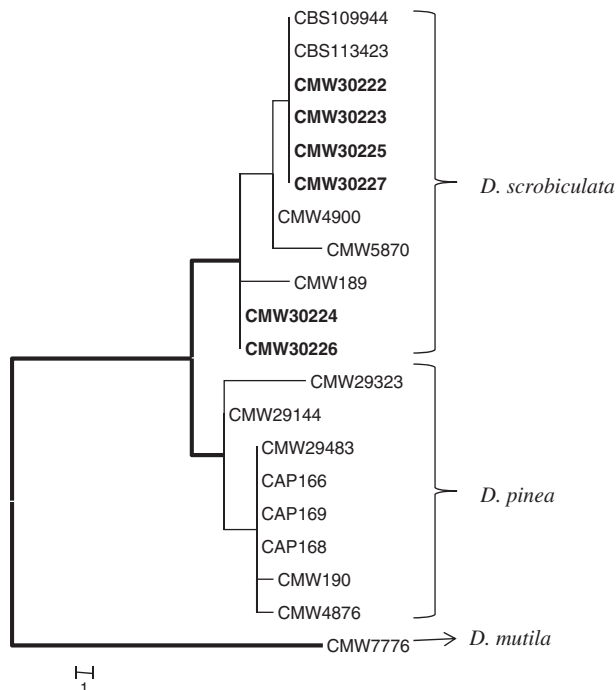 CBS109944
CBS113423
CMW30222
CMW30223
CMW30225
CMW30227
D. scrobiculata
CMW4900
CMW5870
CMW189
CMW30224
CMW30226
CMW29323
CMW29144
CMW29483
CAP166
D. pinea
CAP169
CAP168
CMW190
CMW4876
CMW7776
D. mutila
1